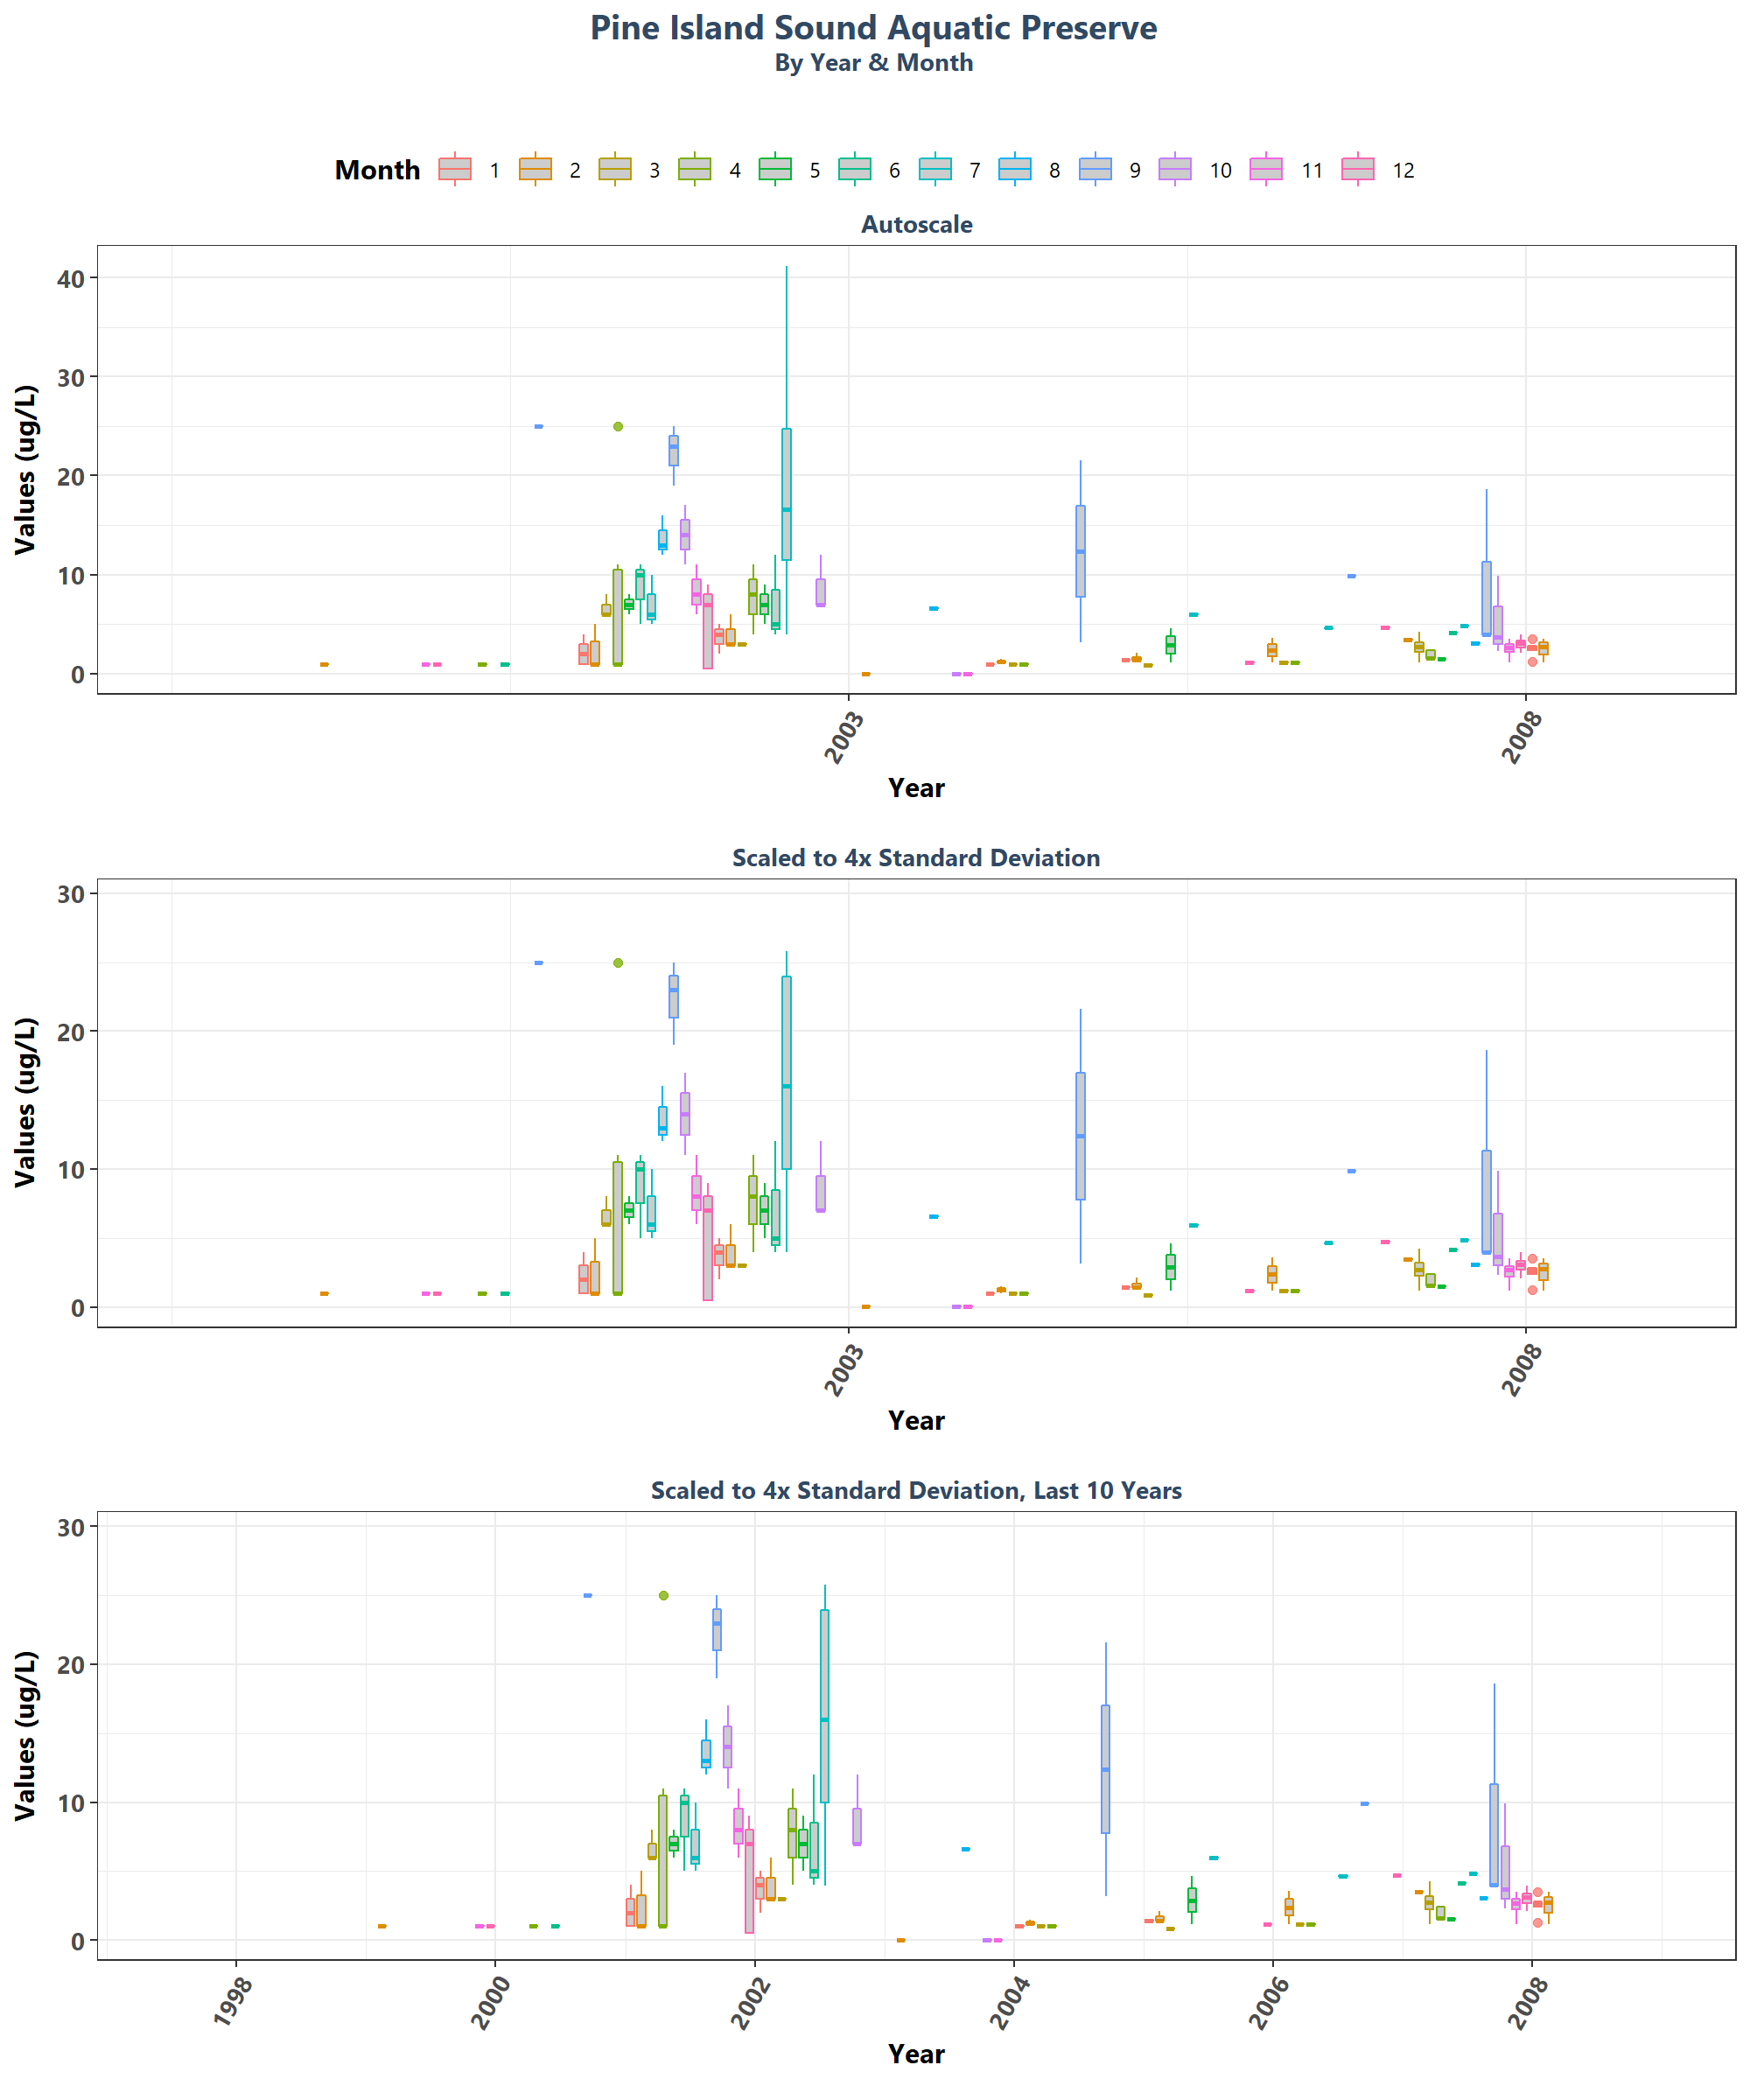 Pine Island Sound Aquatic Preserve
By Year & Month
Month 1 2 3 4 5 6 7 8 9 10 11 12
Autoscale
40
30
20
10
0
Values (ug/L)
2003 2008
Year
Scaled to 4x Standard Deviation
30
20
10
0
Values (ug/L)
2003 2008
Year
Scaled to 4x Standard Deviation, Last 10 Years
30
20
10
0
Values (ug/L)
1998 2000 2002 2004 2006 2008
Year